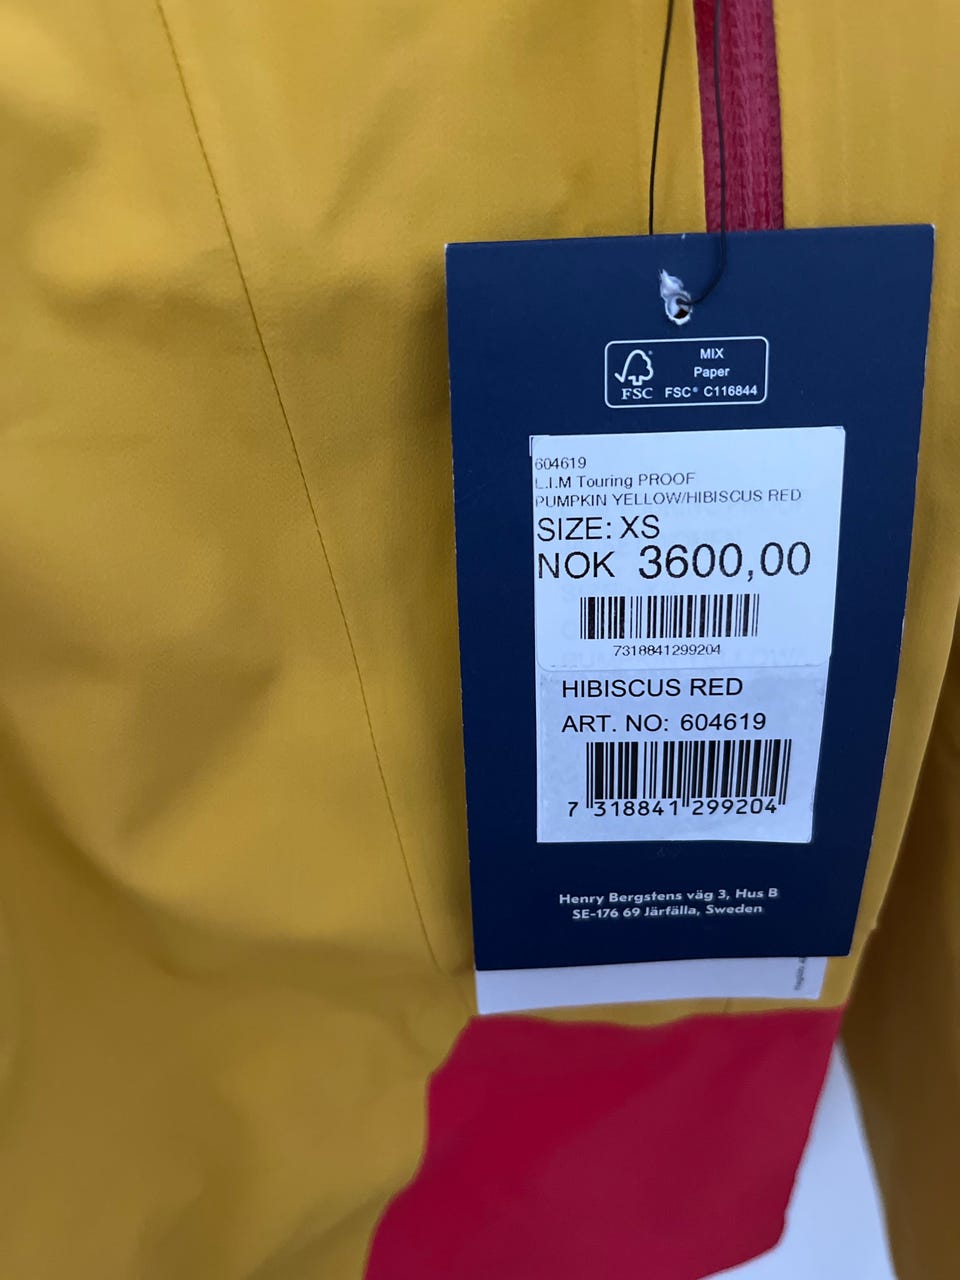 MIX
Paper
FSC® C116844
FSC
604619
L.I.M Touring PROOF
PUMPKIN YELLOW/HIBISCUS RED
SIZE: XS
NOK 3600,00
7318841299204
HIBISCUS RED
ART. NO: 604619
7 318841 299204
Henry Bergstens väg 3, Hus B
SE-176 69 Järfälla, Sweden